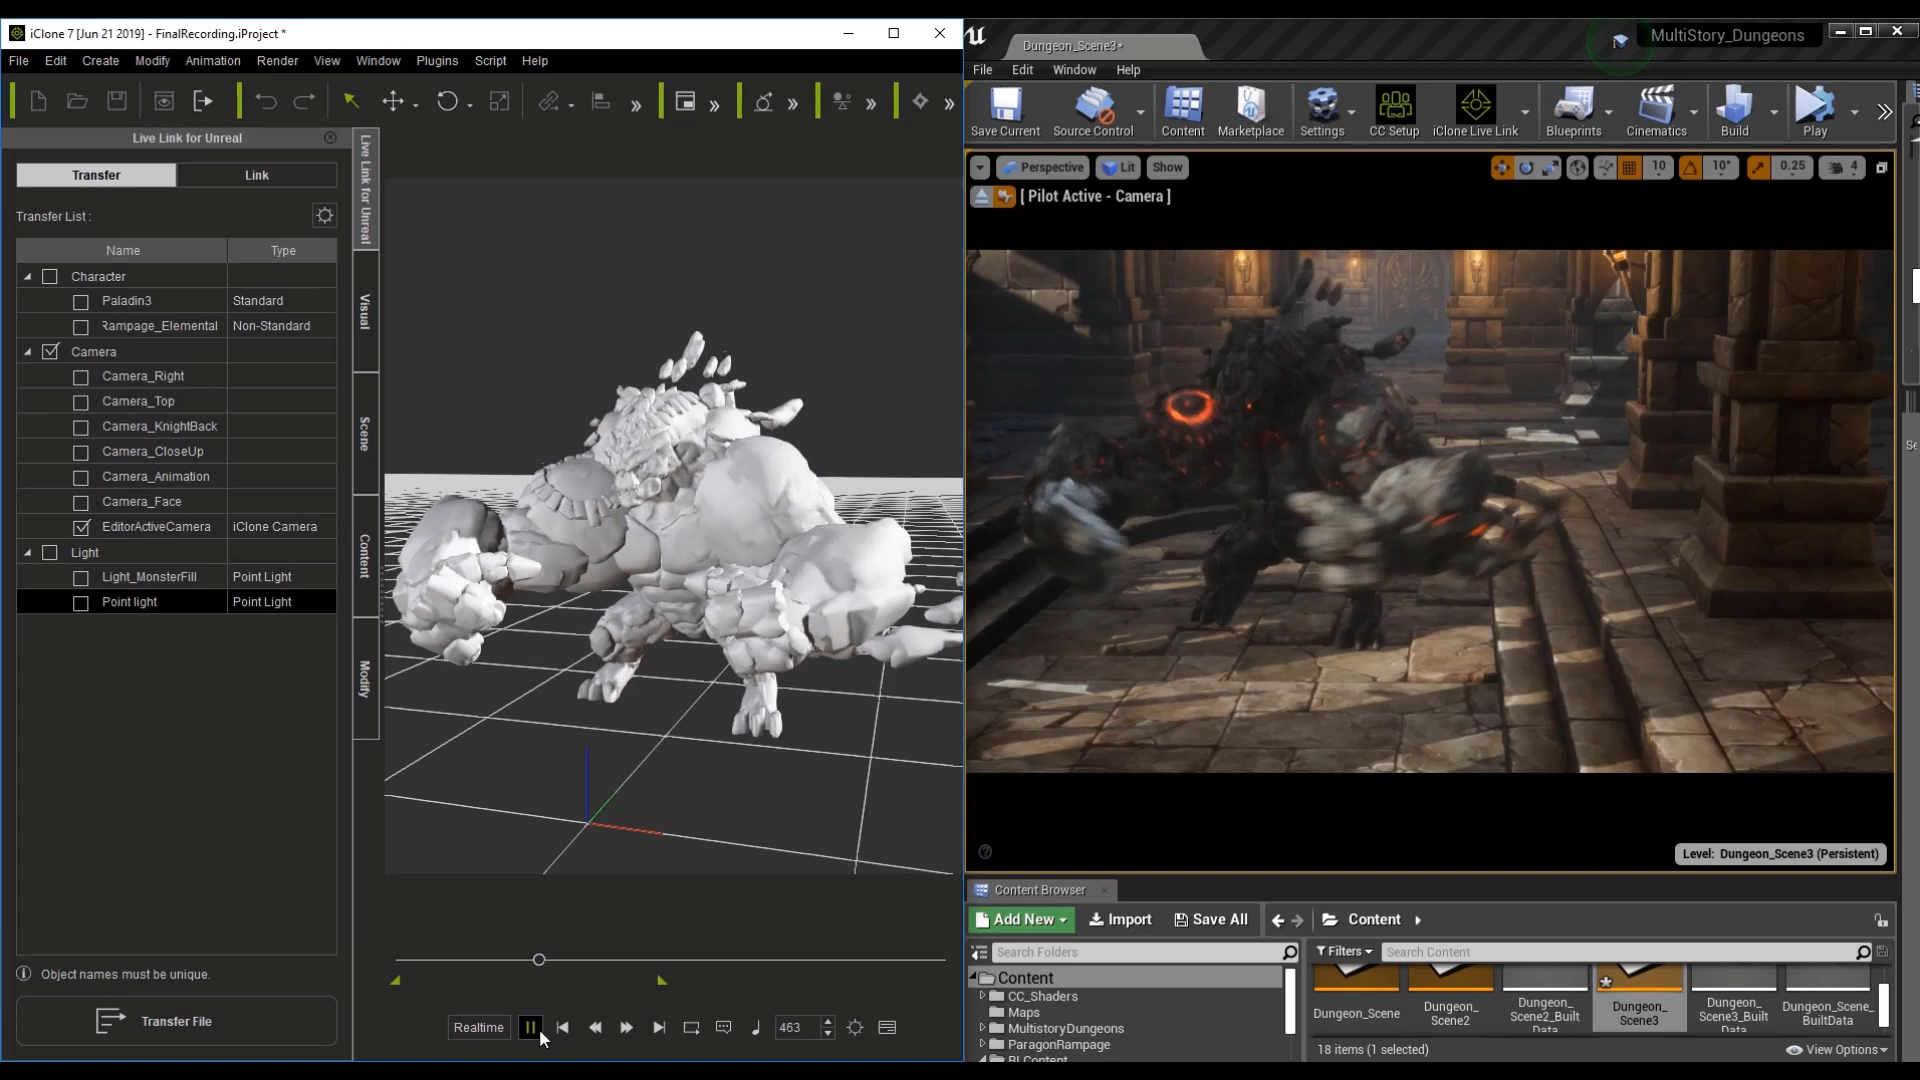 iClone 7 [Jun 21 2019] - FinalRecording.iProject *
File Edit Create Modify Animation Render View Window Plugins Script Help
Live Link for Unreal
Transfer Link
Transfer List :
Name Type
Character
Paladin3 Standard
Rampage_Elemental Non-Standard
Camera
Camera_Right
Camera_Top
Camera_KnightBack
Camera_CloseUp
Camera_Animation
Camera_Face
EditorActiveCamera iClone Camera
Light
Light_MonsterFill Point Light
Point light Point Light
Object names must be unique.
Transfer File
Live Link for Unreal
Visual
Scene
Content
Modify
Realtime 463
Dungeon_Scene3*
MultiStory_Dungeons
File Edit Window Help
Save Current Source Control Content Marketplace Settings CC Setup iClone Live Link Blueprints Cinematics Build Play
Perspective Lit Show 10 10° 0.25 4
[ Pilot Active - Camera ]
Level: Dungeon_Scene3 (Persistent)
Content Browser
Add New Import Save All Content
Search Folders
Filters Search Content
Content
CC_Shaders
Maps
MultistoryDungeons
ParagonRampage
Dungeon_Scene
Dungeon_
Scene2
Dungeon_
Scene2_Built
Data
Dungeon_
Scene3
Dungeon_
Scene3_Built
Data
Dungeon_Scene_
BuiltData
18 items (1 selected) View Options